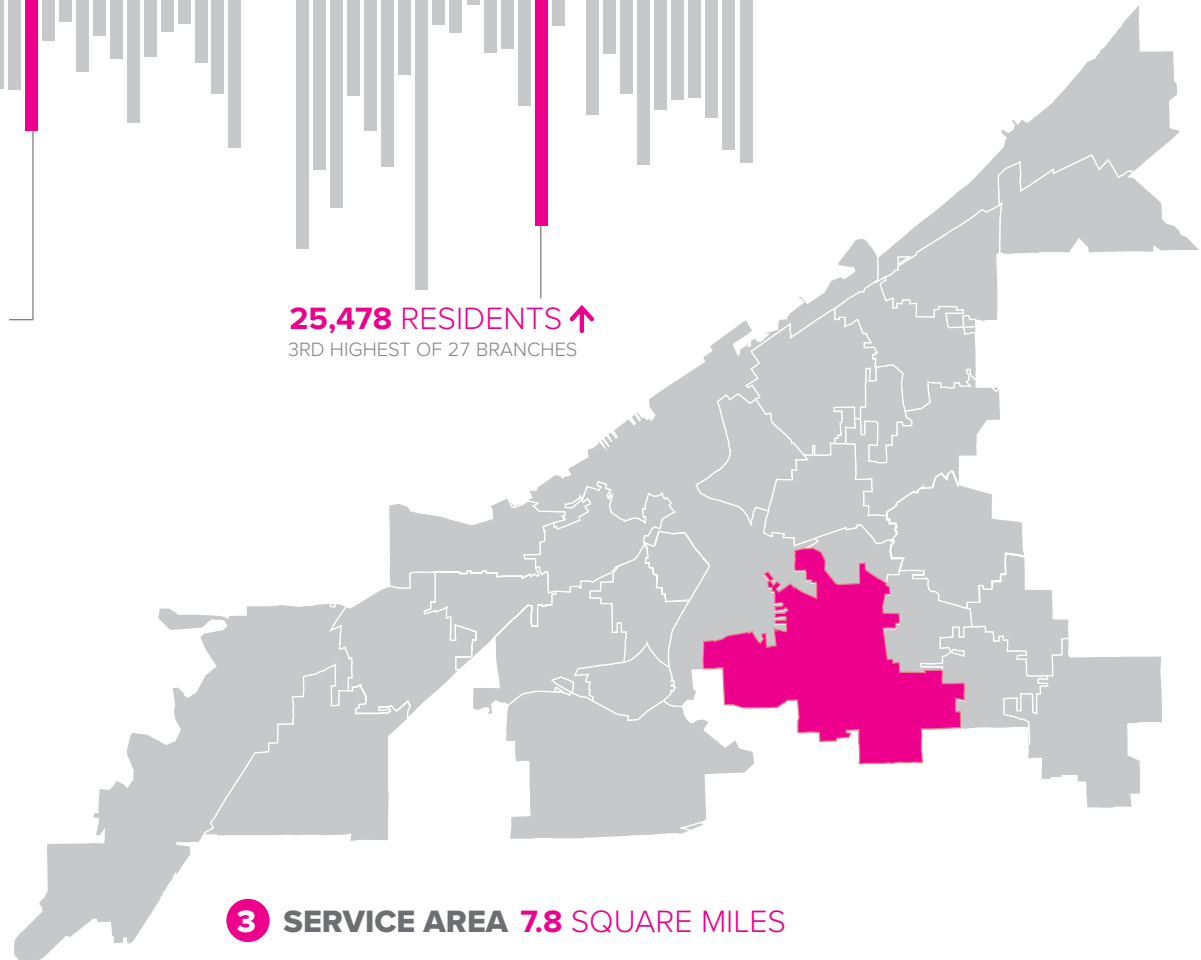 25,478 RESIDENTS ↑
3RD HIGHEST OF 27 BRANCHES
3 SERVICE AREA 7.8 SQUARE MILES